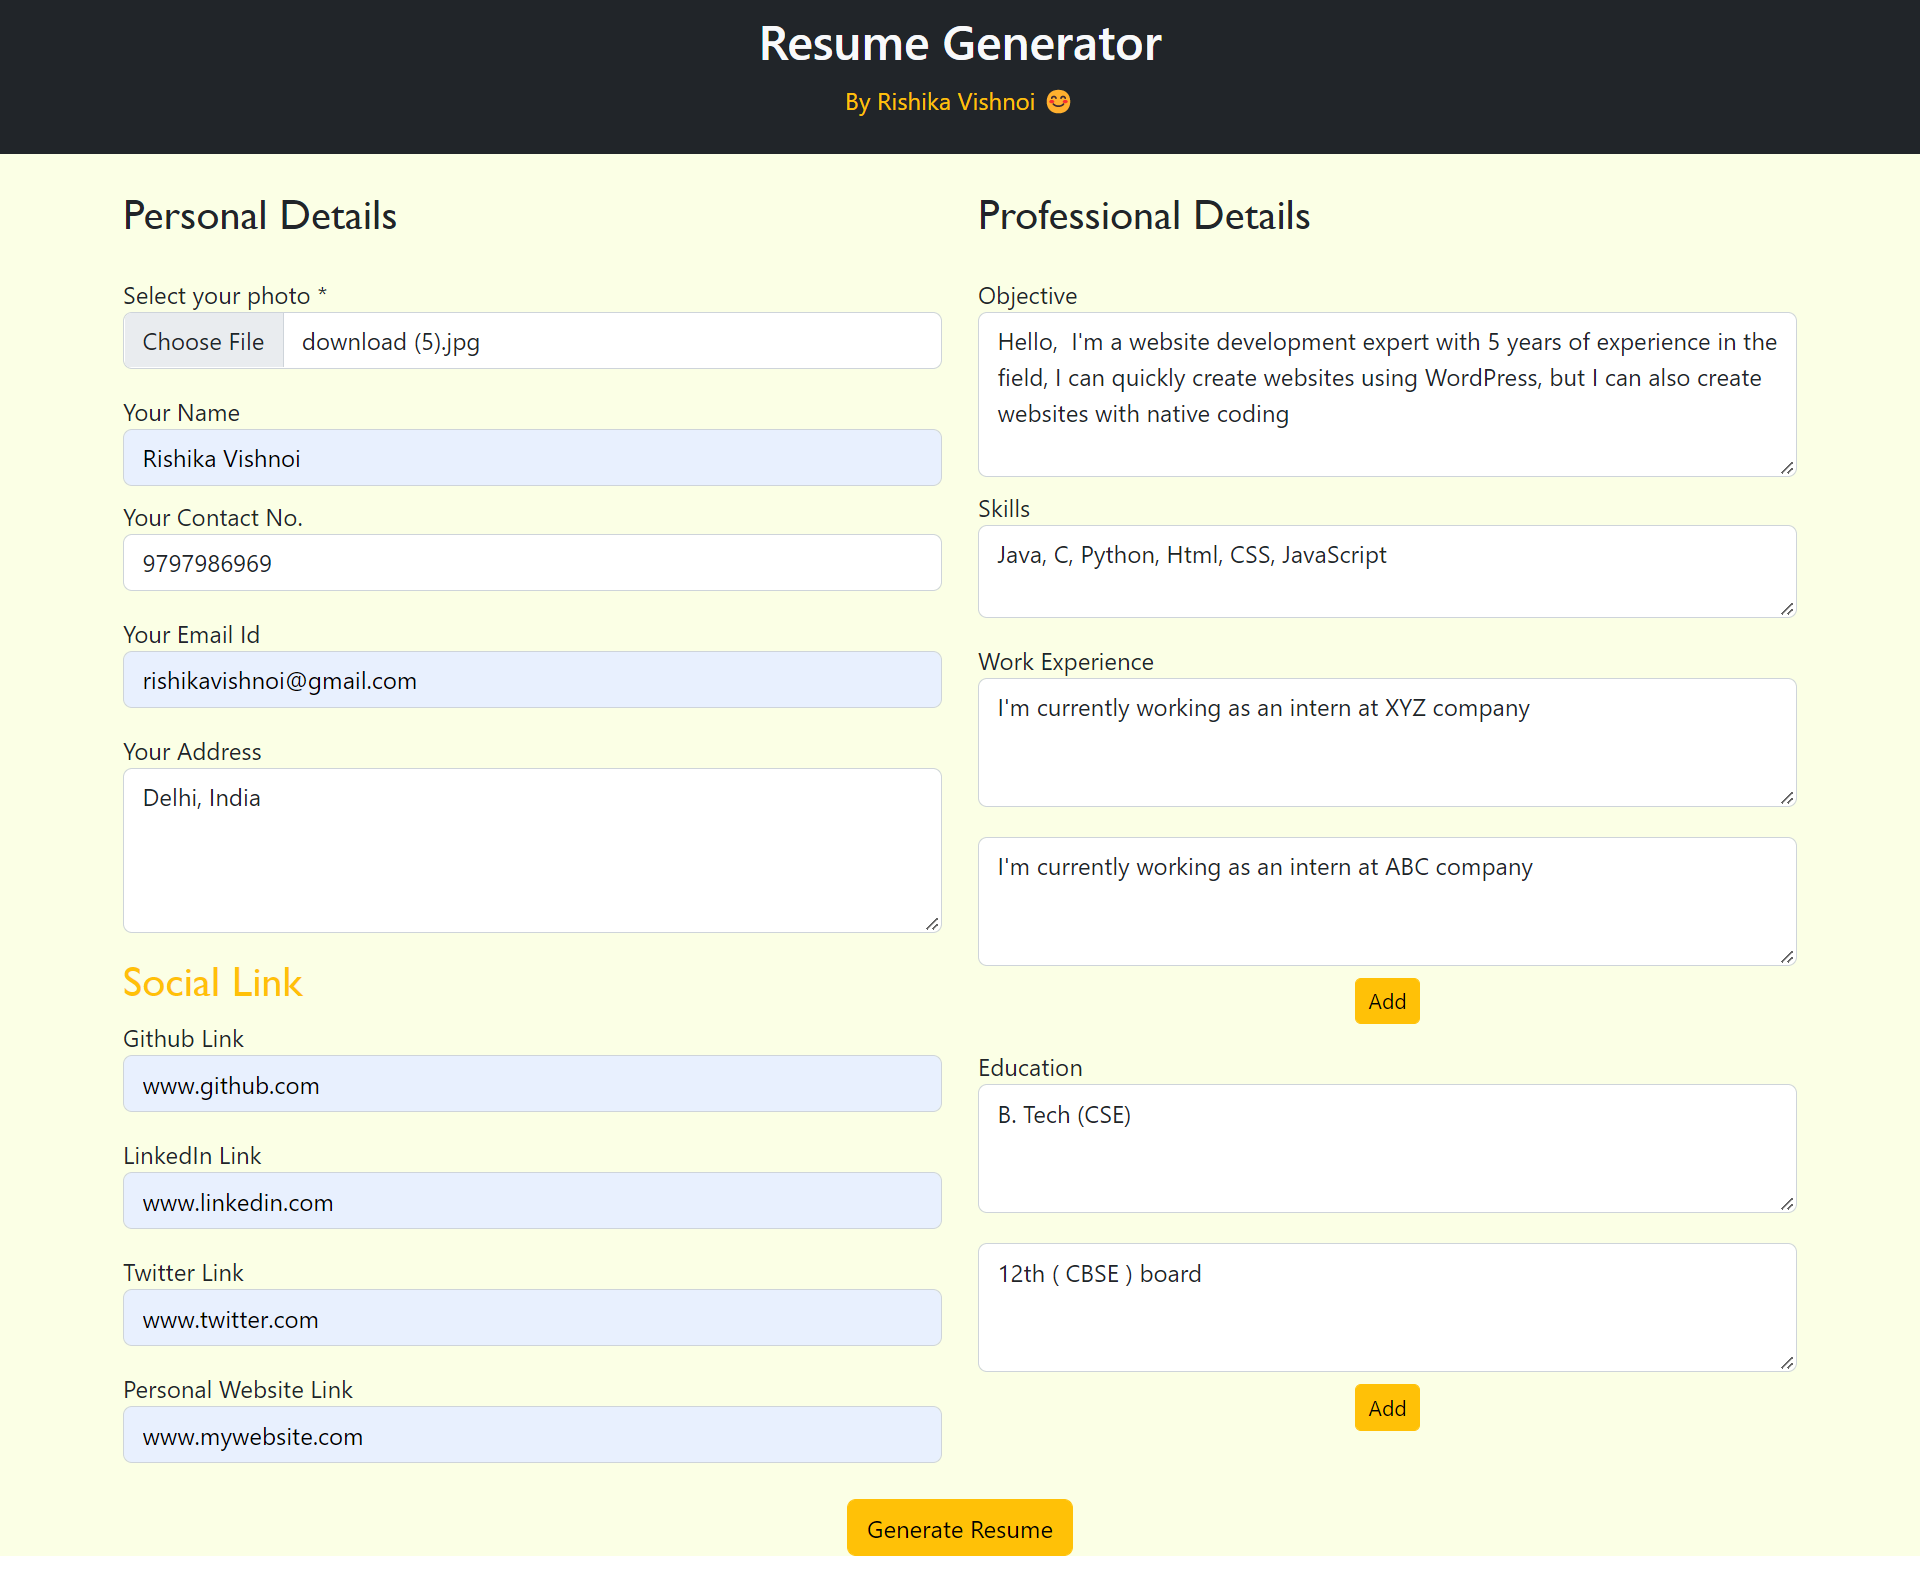 Resume Generator
By Rishika Vishnoi 😊
Personal Details
Select your photo *
Choose File download (5).jpg
Your Name
Rishika Vishnoi
Your Contact No.
9797986969
Your Email Id
rishikavishnoi@gmail.com
Your Address
Delhi, India
Social Link
Github Link
www.github.com
LinkedIn Link
www.linkedin.com
Twitter Link
www.twitter.com
Personal Website Link
www.mywebsite.com
Professional Details
Objective
Hello,  I'm a website development expert with 5 years of experience in the
field, I can quickly create websites using WordPress, but I can also create
websites with native coding
Skills
Java, C, Python, Html, CSS, JavaScript
Work Experience
I'm currently working as an intern at XYZ company
I'm currently working as an intern at ABC company
Add
Education
B. Tech (CSE)
12th ( CBSE ) board
Add
Generate Resume